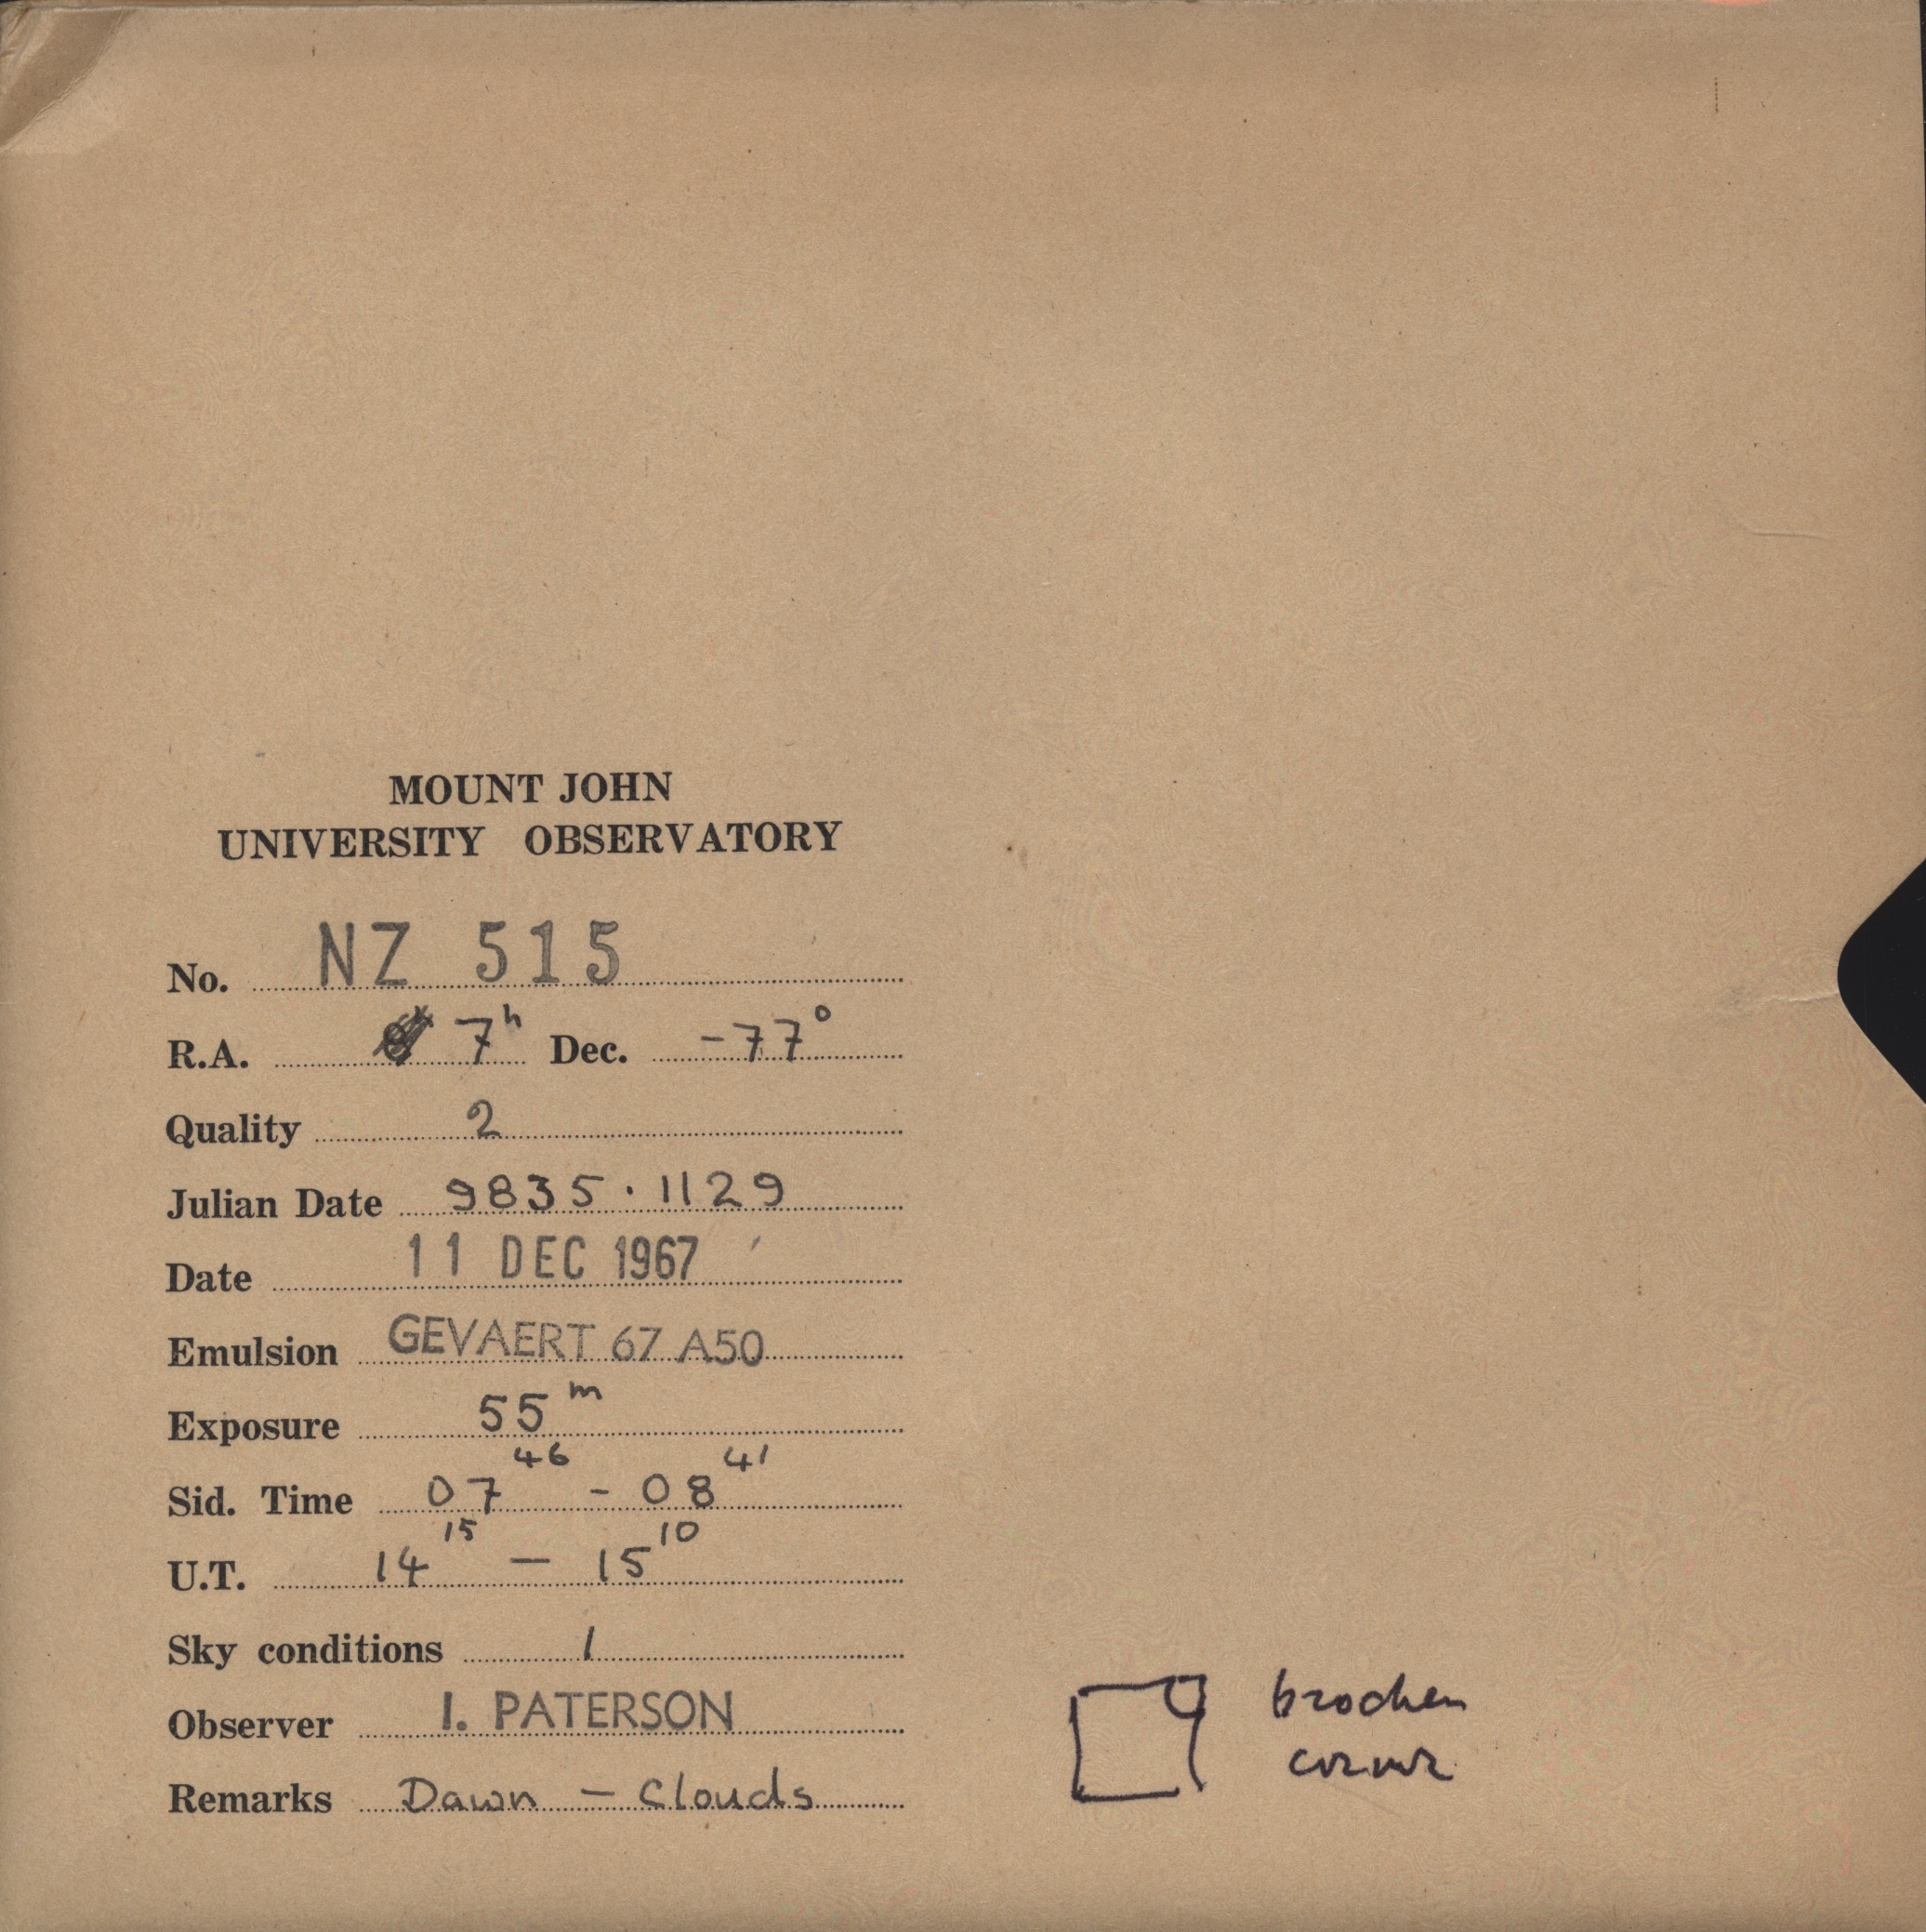 MOUNT JOHN
UNIVERSITY OBSERVATORY
No. NZ 515
R.A. 7h Dec. -77°
Quality 2
Julian Date 9835.1129
Date 11 DEC 1967
Emulsion GEVAERT 67 A50
Exposure 55m
Sid. Time 07 46 - 08 41
U.T. 14 15 — 15 10
Sky conditions 1
Observer I. PATERSON
Remarks Dawn — Clouds
brochen
corner